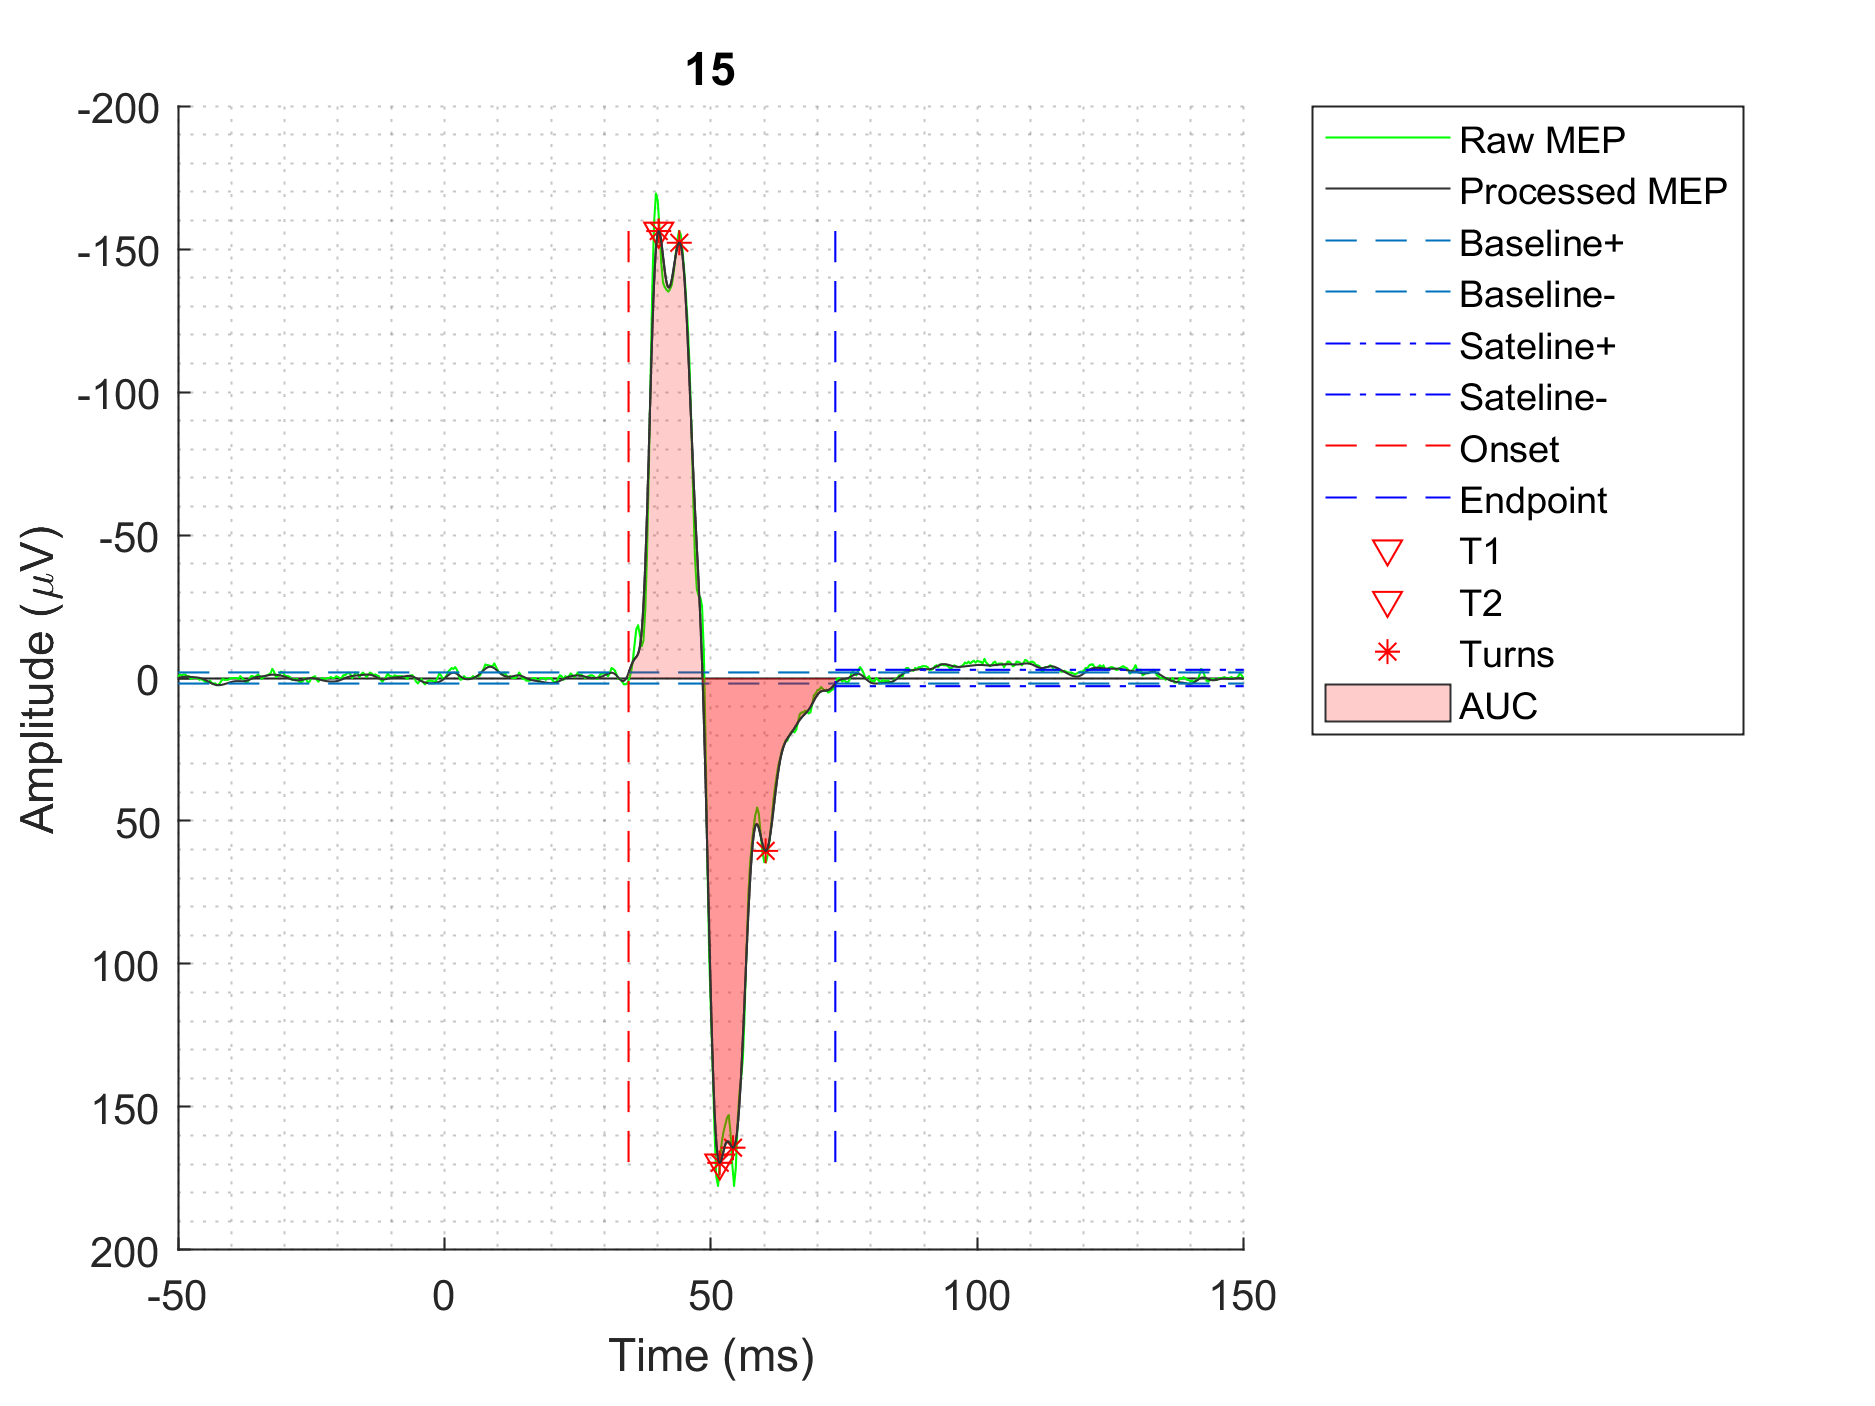 15
-200
-150
-100
-50
0
50
100
150
200
Amplitude (μV)
-50
0
50
100
150
Time (ms)
Raw MEP
Processed MEP
Baseline+
Baseline-
Sateline+
Sateline-
Onset
Endpoint
T1
T2
Turns
AUC